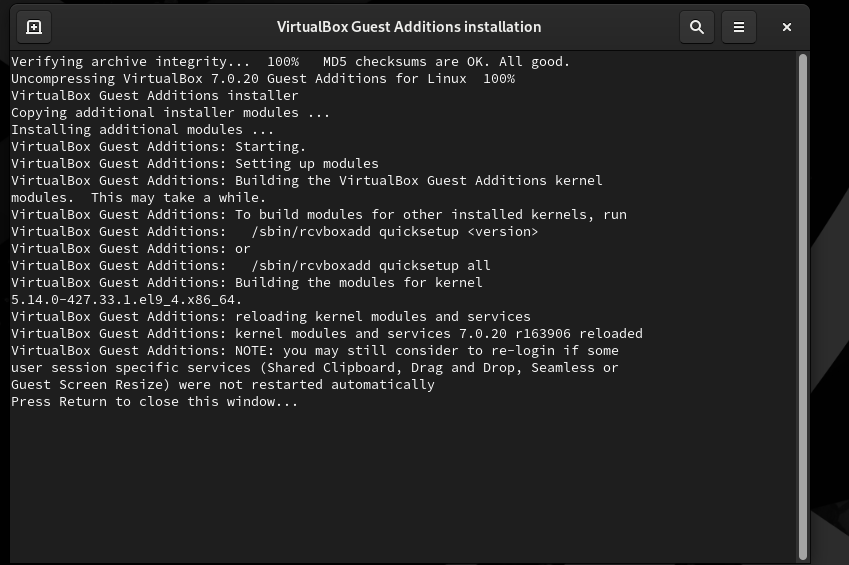 VirtualBox Guest Additions installation
Verifying archive integrity...  100%   MD5 checksums are OK. All good.
Uncompressing VirtualBox 7.0.20 Guest Additions for Linux  100%
VirtualBox Guest Additions installer
Copying additional installer modules ...
Installing additional modules ...
VirtualBox Guest Additions: Starting.
VirtualBox Guest Additions: Setting up modules
VirtualBox Guest Additions: Building the VirtualBox Guest Additions kernel
modules.  This may take a while.
VirtualBox Guest Additions: To build modules for other installed kernels, run
VirtualBox Guest Additions:   /sbin/rcvboxadd quicksetup <version>
VirtualBox Guest Additions: or
VirtualBox Guest Additions:   /sbin/rcvboxadd quicksetup all
VirtualBox Guest Additions: Building the modules for kernel
5.14.0-427.33.1.el9_4.x86_64.
VirtualBox Guest Additions: reloading kernel modules and services
VirtualBox Guest Additions: kernel modules and services 7.0.20 r163906 reloaded
VirtualBox Guest Additions: NOTE: you may still consider to re-login if some
user session specific services (Shared Clipboard, Drag and Drop, Seamless or
Guest Screen Resize) were not restarted automatically
Press Return to close this window...